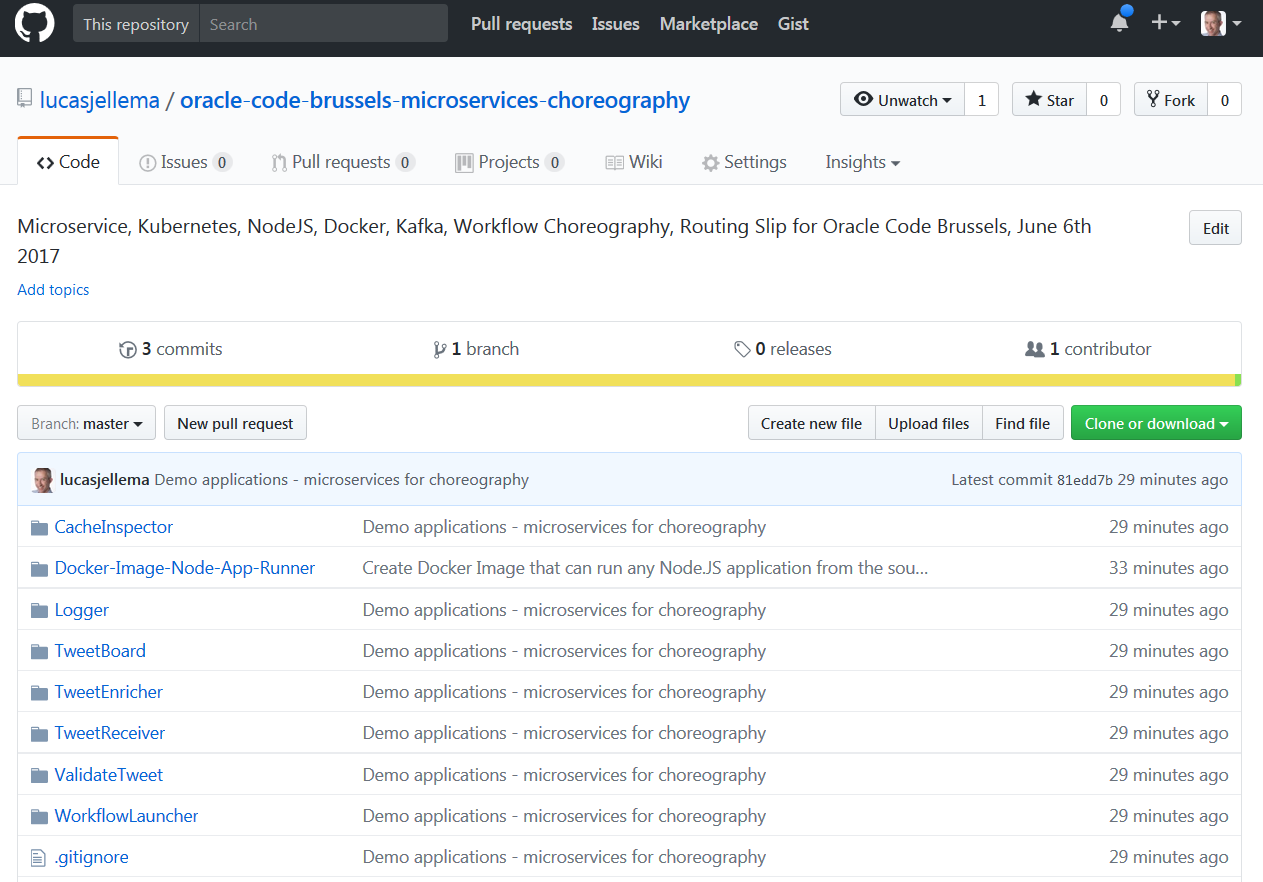 This repository Search Pull requests Issues Marketplace Gist
lucasjellema / oracle-code-brussels-microservices-choreography Unwatch 1 Star 0 Fork 0
Code Issues 0 Pull requests 0 Projects 0 Wiki Settings Insights
Microservice, Kubernetes, NodeJS, Docker, Kafka, Workflow Choreography, Routing Slip for Oracle Code Brussels, June 6th Edit
2017
Add topics
3 commits 1 branch 0 releases 1 contributor
Branch: master New pull request Create new file Upload files Find file Clone or download
lucasjellema Demo applications - microservices for choreography Latest commit 81edd7b 29 minutes ago
CacheInspector Demo applications - microservices for choreography 29 minutes ago
Docker-Image-Node-App-Runner Create Docker Image that can run any Node.JS application from the sou... 33 minutes ago
Logger Demo applications - microservices for choreography 29 minutes ago
TweetBoard Demo applications - microservices for choreography 29 minutes ago
TweetEnricher Demo applications - microservices for choreography 29 minutes ago
TweetReceiver Demo applications - microservices for choreography 29 minutes ago
ValidateTweet Demo applications - microservices for choreography 29 minutes ago
WorkflowLauncher Demo applications - microservices for choreography 29 minutes ago
.gitignore Demo applications - microservices for choreography 29 minutes ago